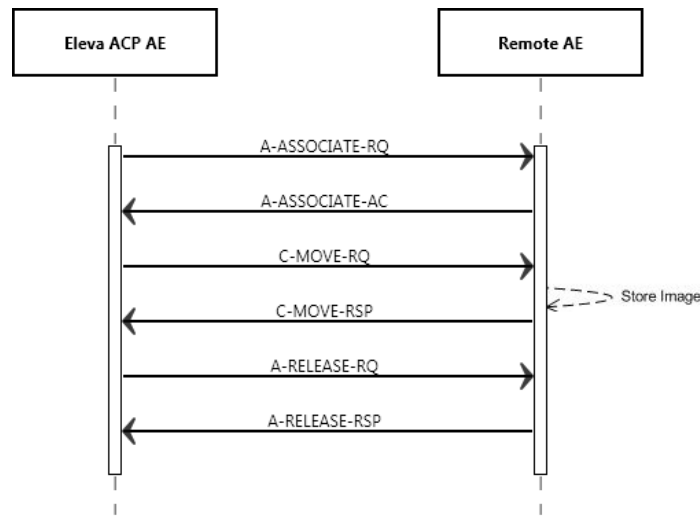 Eleva ACP AE
Remote AE
A-ASSOCIATE-RQ
A-ASSOCIATE-AC
C-MOVE-RQ
Store Image
C-MOVE-RSP
A-RELEASE-RQ
A-RELEASE-RSP